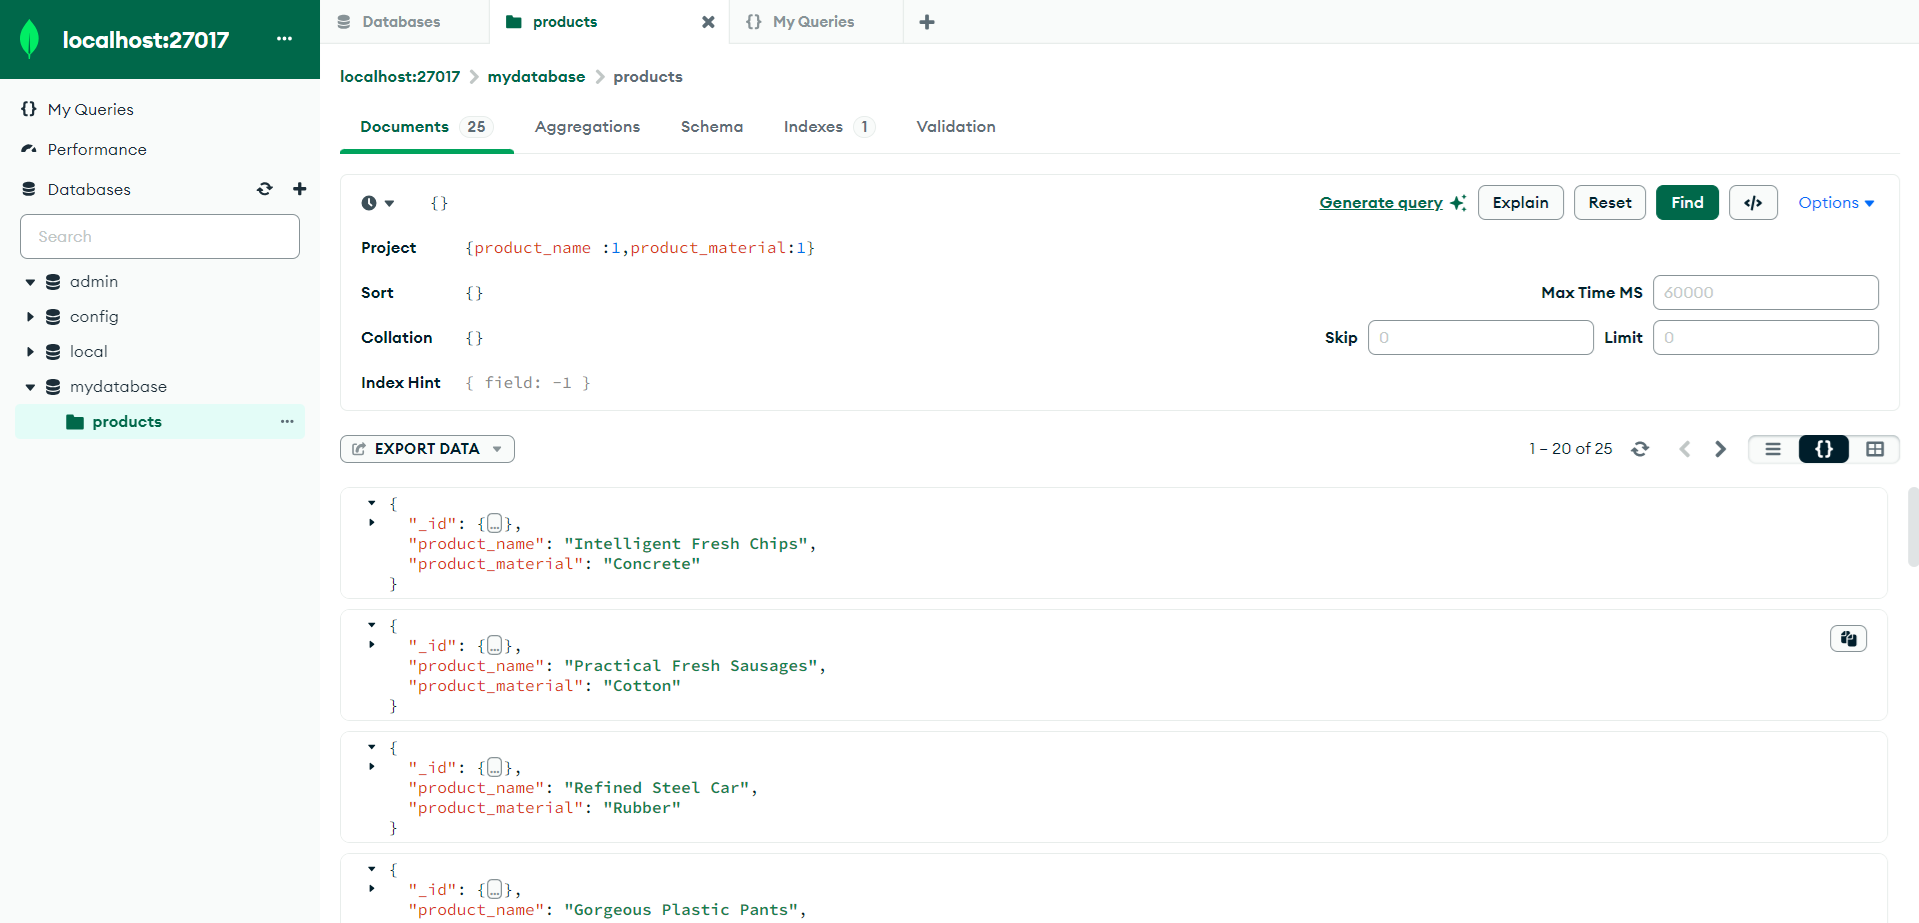 localhost:27017
My Queries
Performance
Databases
Search
admin
config
local
mydatabase
products
Databases
products
My Queries
localhost:27017 > mydatabase > products
Documents 25 Aggregations Schema Indexes 1 Validation
{} Generate query Explain Reset Find </> Options
Project {product_name :1,product_material:1}
Sort {} Max Time MS 60000
Collation {} Skip 0 Limit 0
Index Hint { field: -1 }
EXPORT DATA 1 – 20 of 25 {}
{
"_id": {…},
"product_name": "Intelligent Fresh Chips",
"product_material": "Concrete"
}
{
"_id": {…},
"product_name": "Practical Fresh Sausages",
"product_material": "Cotton"
}
{
"_id": {…},
"product_name": "Refined Steel Car",
"product_material": "Rubber"
}
{
"_id": {…},
"product_name": "Gorgeous Plastic Pants",